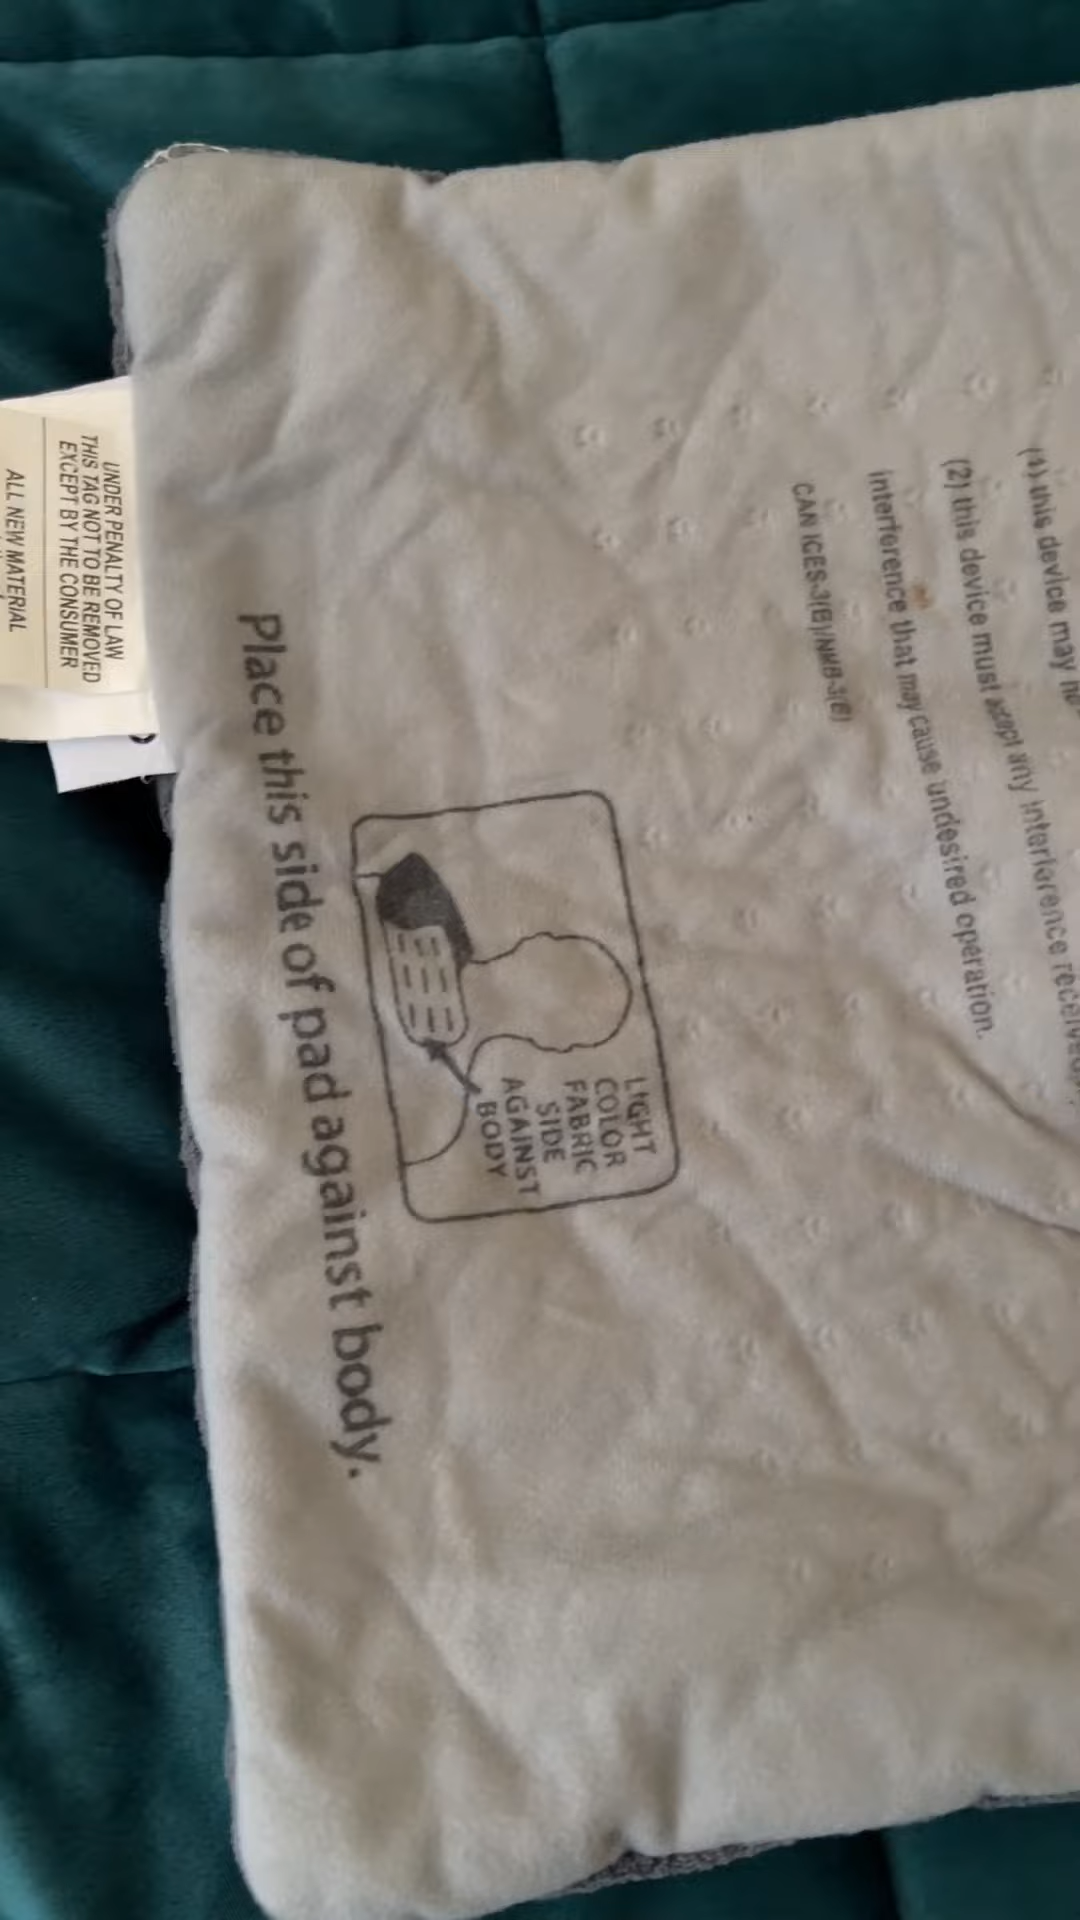 UNDER PENALTY OF LAW
THIS TAG NOT TO BE REMOVED
EXCEPT BY THE CONSUMER
ALL NEW MATERIAL
(1) this device may
(2) this device must accept any interference
interference that may cause undesired operation.
CAN ICES-3(B)/NMB-3(B)
LIGHT
COLOR
FABRIC
SIDE
AGAINST
BODY
Place this side of pad against body.